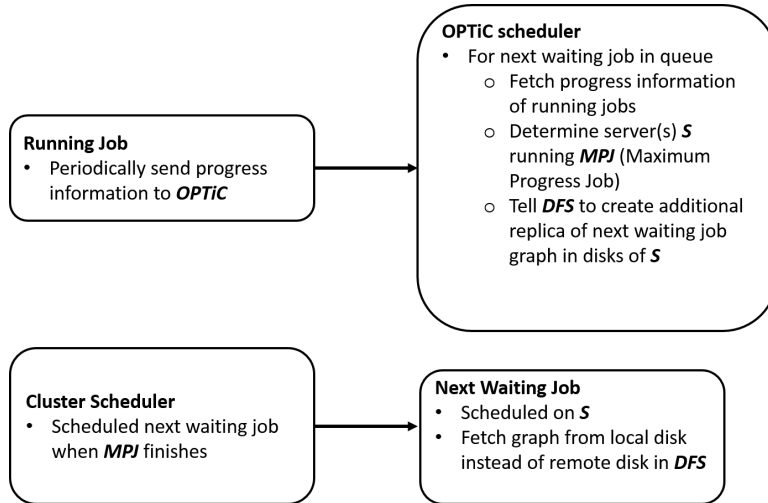 OPTiC scheduler
• For next waiting job in queue
o Fetch progress information
of running jobs
o Determine server(s) S
running MPJ (Maximum
Progress Job)
o Tell DFS to create additional
replica of next waiting job
graph in disks of S
Running Job
• Periodically send progress
information to OPTiC
Cluster Scheduler
• Scheduled next waiting job
when MPJ finishes
Next Waiting Job
• Scheduled on S
• Fetch graph from local disk
instead of remote disk in DFS